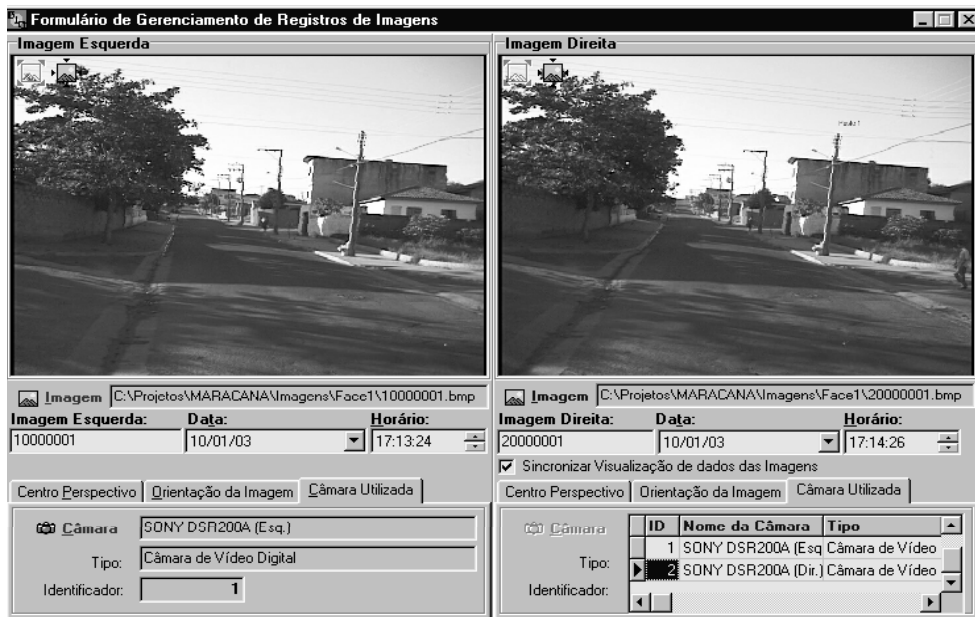 Formulário de Gerenciamento de Registros de Imagens
Imagem Esquerda
Imagem C:\Projetos\MARACANA\Imagens\Face1\10000001.bmp
Imagem Esquerda: Data: Horário:
10000001 10/01/03 17:13:24
Centro Perspectivo Orientação da Imagem Câmara Utilizada
Câmara SONY DSR200A (Esq.)
Tipo: Câmara de Vídeo Digital
Identificador: 1
Imagem Direita
Imagem C:\Projetos\MARACANA\Imagens\Face1\20000001.bmp
Imagem Direita: Data: Horário:
20000001 10/01/03 17:14:26
Sincronizar Visualização de dados das Imagens
Centro Perspectivo Orientação da Imagem Câmara Utilizada
Câmara
Tipo:
Identificador:
ID Nome da Câmara Tipo
1 SONY DSR200A (Esq Câmara de Vídeo
2 SONY DSR200A (Dir.) Câmara de Vídeo